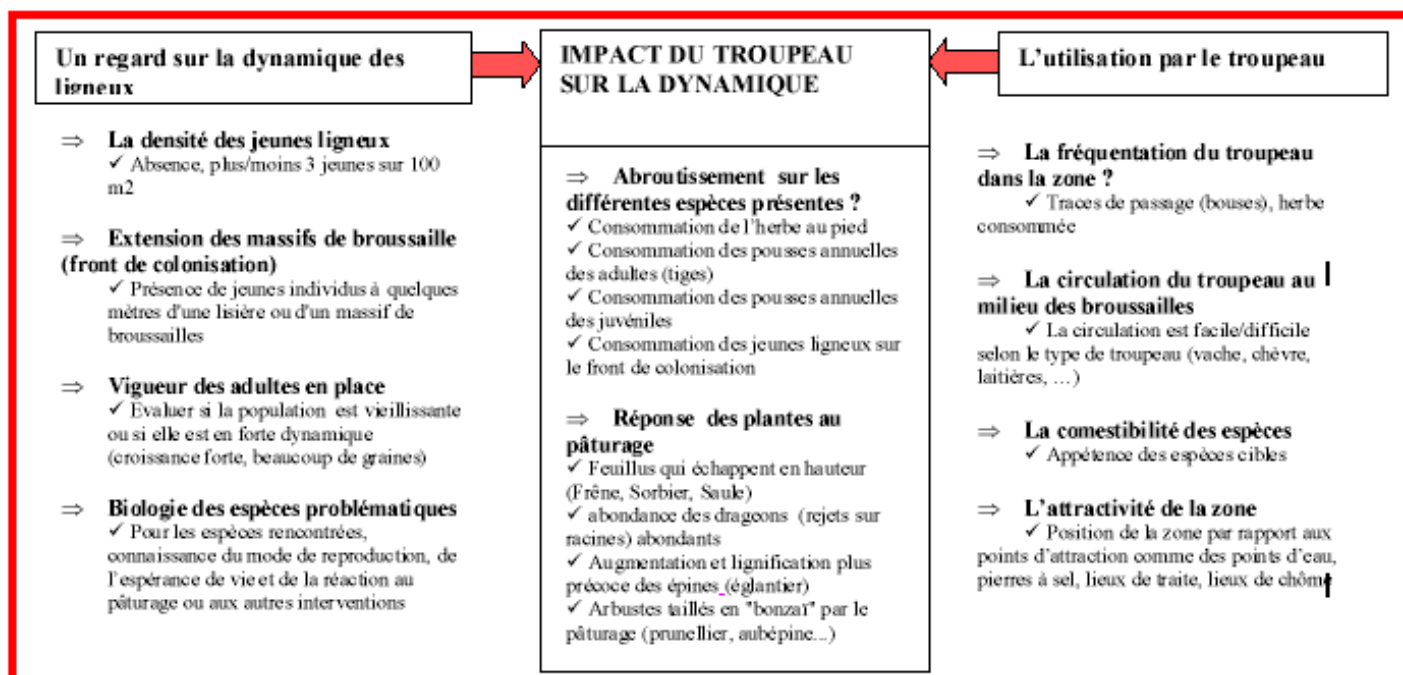 Un regard sur la dynamique des
ligneux
⇒ La densité des jeunes ligneux
✓ Absence, plus/moins 3 jeunes sur 100
m2
⇒ Extension des massifs de broussaille
(front de colonisation)
✓ Présence de jeunes individus à quelques
mètres d'une lisière ou d'un massif de
broussailles
⇒ Vigueur des adultes en place
✓ Evaluer si la population est vieillissante
ou si elle est en forte dynamique
(croissance forte, beaucoup de graines)
⇒ Biologie des espèces problématiques
✓ Pour les espèces rencontrées,
connaissance du mode de reproduction, de
l'espérance de vie et de la réaction au
pâturage ou aux autres interventions
IMPACT DU TROUPEAU
SUR LA DYNAMIQUE
⇒ Abroutissement sur les
différentes espèces présentes ?
✓ Consommation de l'herbe au pied
✓ Consommation des pousses annuelles
des adultes (tiges)
✓ Consommation des pousses annuelles
des juvéniles
✓ Consommation des jeunes ligneux sur
le front de colonisation
⇒ Réponse des plantes au
pâturage
✓ Feuillus qui échappent en hauteur
(Frêne, Sorbier, Saule)
✓ abondance des drageons (rejets sur
racines) abondants
✓ Augmentation et lignification plus
précoce des épines (églantier)
✓ Arbustes taillés en "bonzaï" par le
pâturage (prunellier, aubépine...)
L'utilisation par le troupeau
⇒ La fréquentation du troupeau
dans la zone ?
✓ Traces de passage (bouses), herbe
consommée
⇒ La circulation du troupeau au
milieu des broussailles
✓ La circulation est facile/difficile
selon le type de troupeau (vache, chèvre,
laitières, ...)
⇒ La comestibilité des espèces
✓ Appétence des espèces cibles
⇒ L'attractivité de la zone
✓ Position de la zone par rapport aux
points d'attraction comme des points d'eau,
pierres à sel, lieux de traite, lieux de chôme